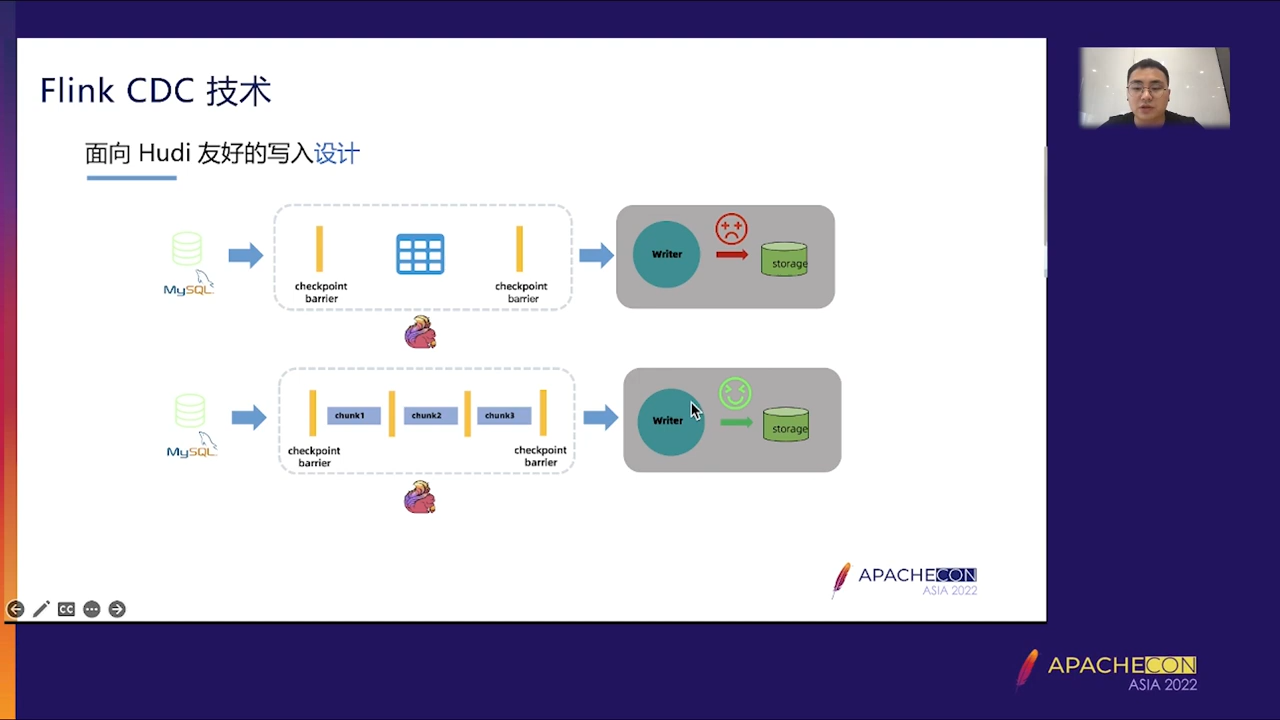 Flink CDC 技术
面向 Hudi 友好的写入设计
MySQL
checkpoint
barrier
checkpoint
barrier
Writer
storage
MySQL
chunk1
chunk2
chunk3
checkpoint
barrier
checkpoint
barrier
Writer
storage
APACHECON
ASIA 2022
CC
APACHECON
ASIA 2022